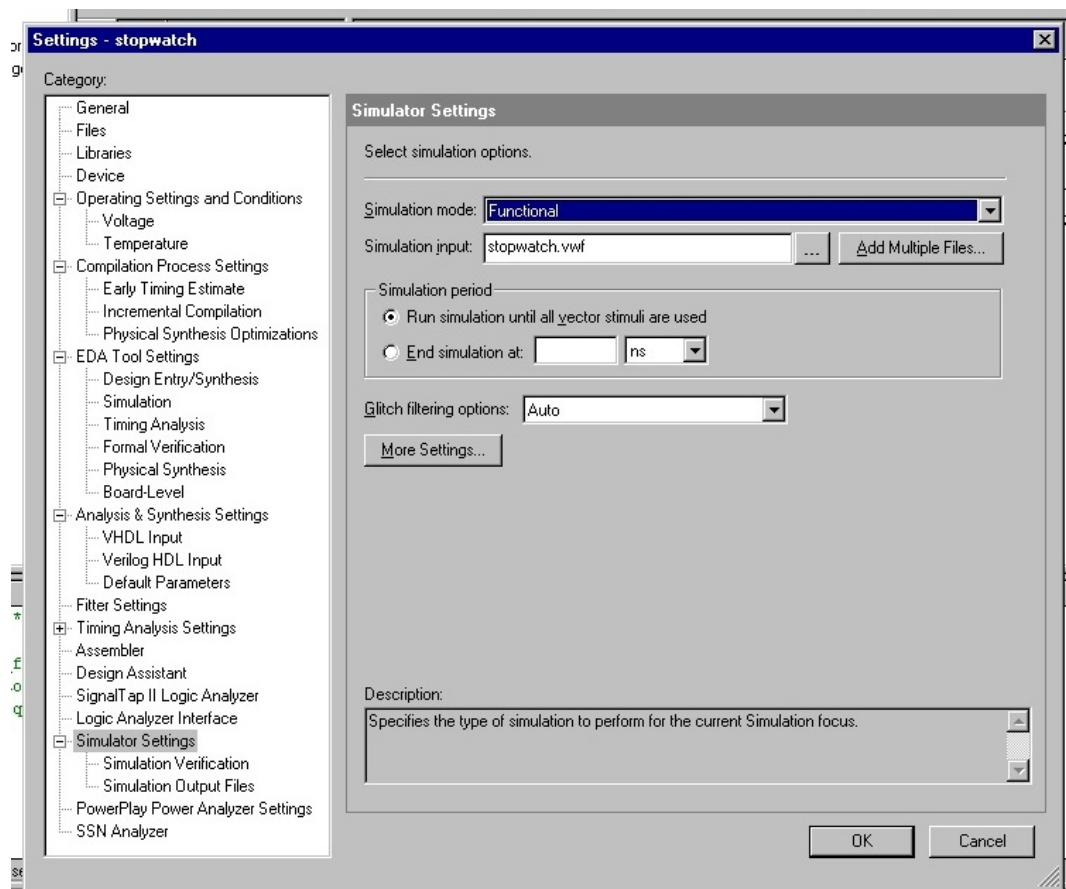 Settings - stopwatch
Category:
General
Files
Libraries
Device
Operating Settings and Conditions
Voltage
Temperature
Compilation Process Settings
Early Timing Estimate
Incremental Compilation
Physical Synthesis Optimizations
EDA Tool Settings
Design Entry/Synthesis
Simulation
Timing Analysis
Formal Verification
Physical Synthesis
Board-Level
Analysis & Synthesis Settings
VHDL Input
Verilog HDL Input
Default Parameters
Fitter Settings
Timing Analysis Settings
Assembler
Design Assistant
SignalTap II Logic Analyzer
Logic Analyzer Interface
Simulator Settings
Simulation Verification
Simulation Output Files
PowerPlay Power Analyzer Settings
SSN Analyzer
Simulator Settings
Select simulation options.
Simulation mode: Functional
Simulation input: stopwatch.vwf ... Add Multiple Files...
Simulation period
Run simulation until all vector stimuli are used
End simulation at: ns
Glitch filtering options: Auto
More Settings...
Description:
Specifies the type of simulation to perform for the current Simulation focus.
OK Cancel